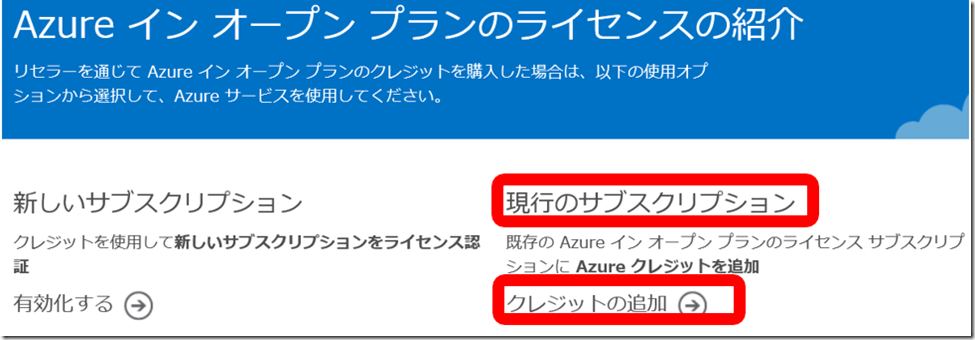 Azure イン オープン プランのライセンスの紹介
リセラーを通じて Azure イン オープン プランのクレジットを購入した場合は、以下の使用オプ
ションから選択して、Azure サービスを使用してください。
新しいサブスクリプション
クレジットを使用して新しいサブスクリプションをライセンス認
証
有効化する
現行のサブスクリプション
既存の Azure イン オープン プランのライセンス サブスクリプ
ションに Azure クレジットを追加
クレジットの追加